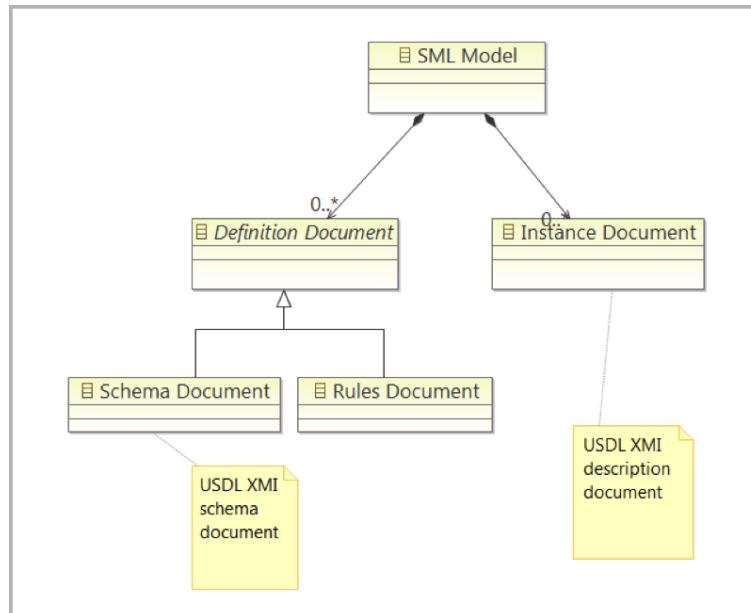 SML Model
0..*
0..
Definition Document
Instance Document
Schema Document
Rules Document
USDL XMI
schema
document
USDL XMI
description
document